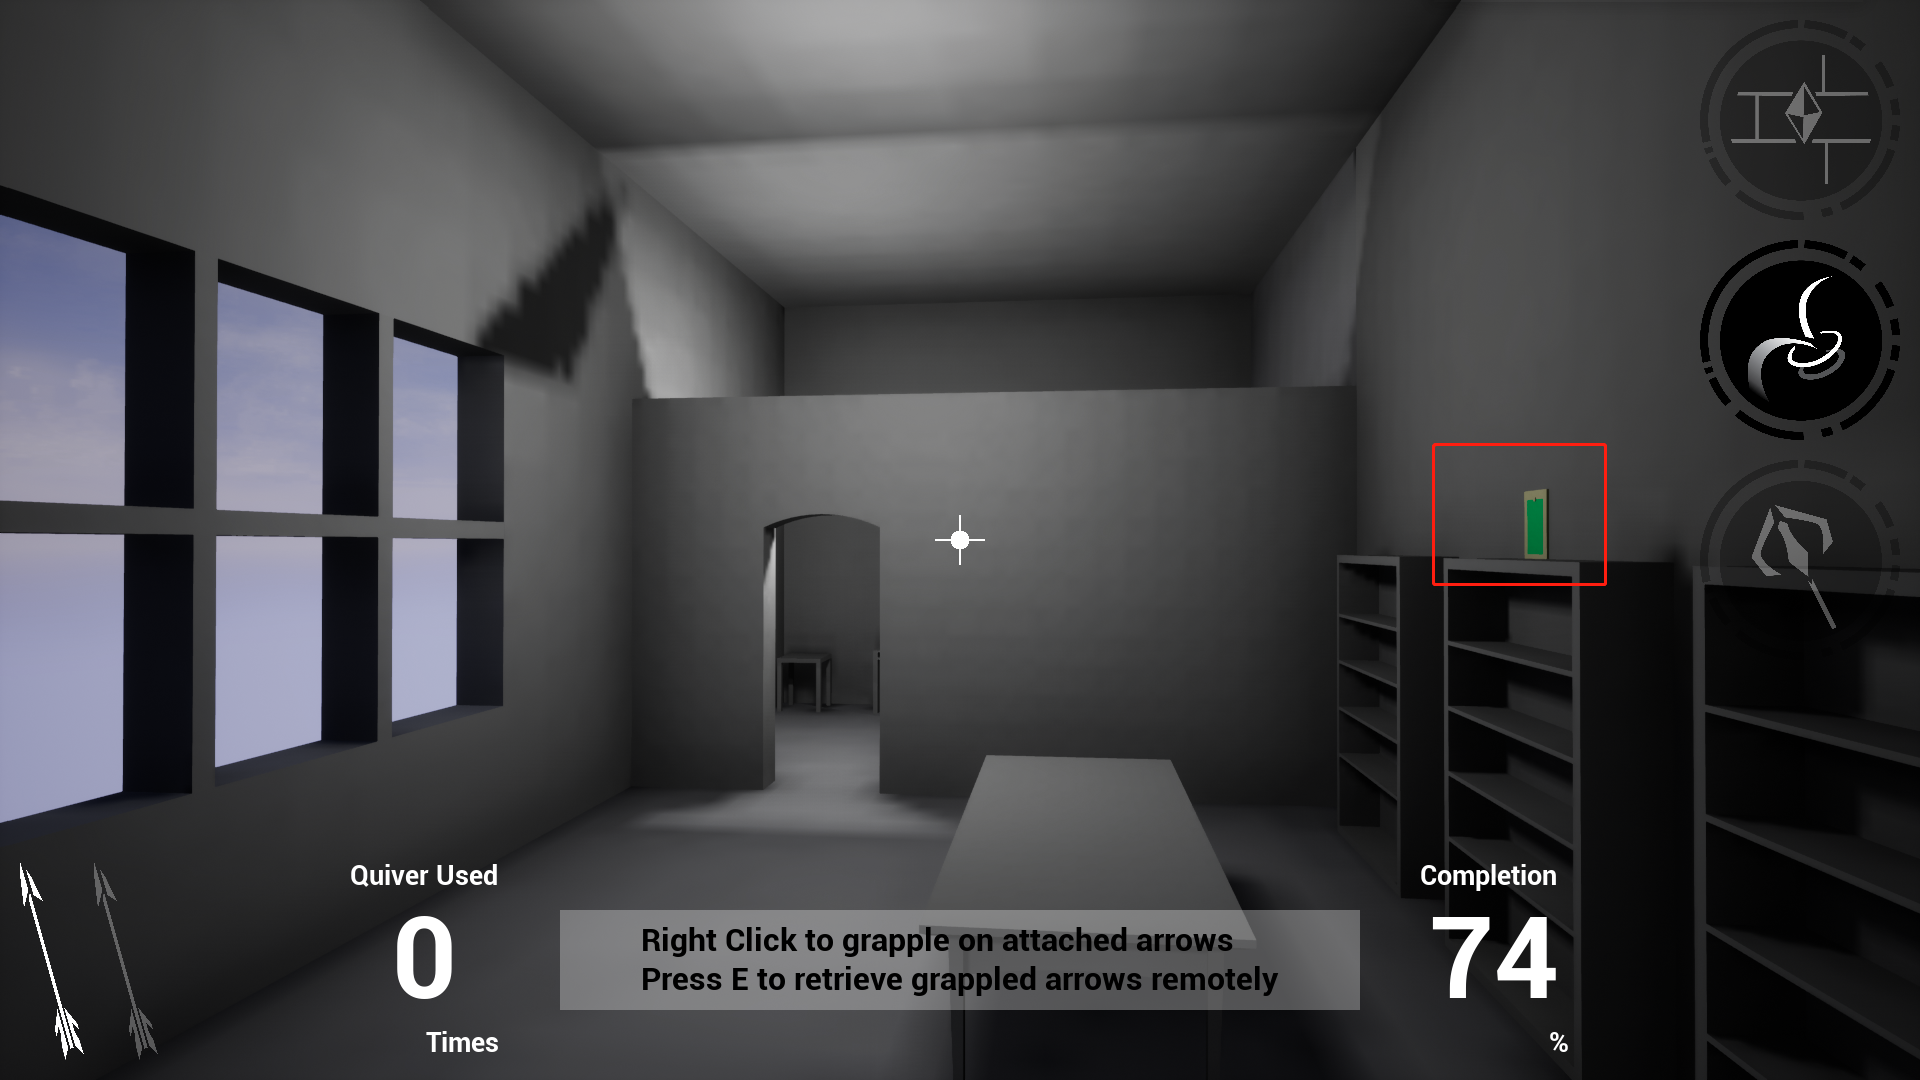 Quiver Used
0
Times
Right Click to grapple on attached arrows
Press E to retrieve grappled arrows remotely
Completion
74
%